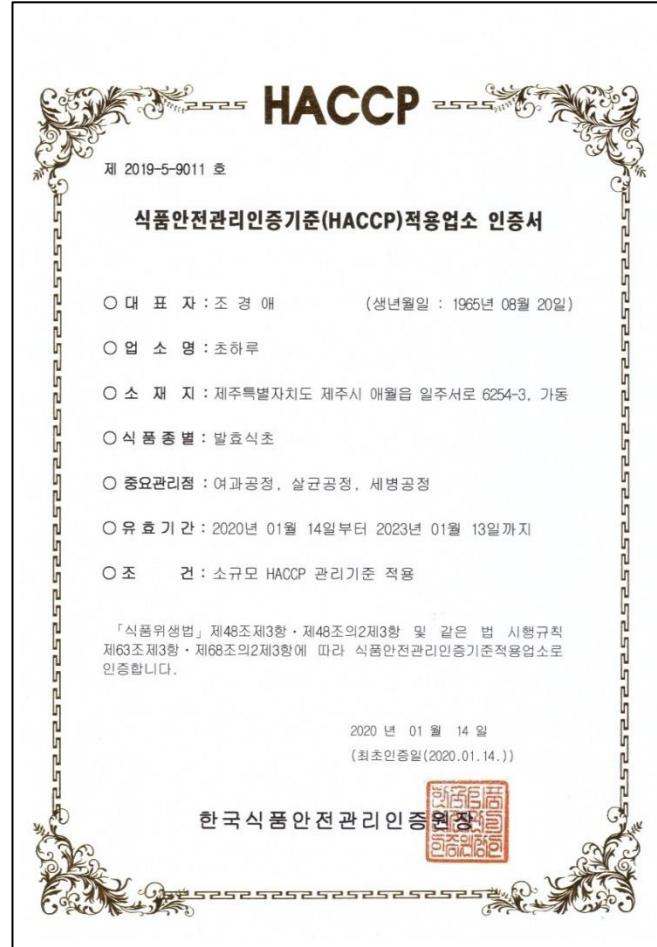 HACCP
제 2019-5-9011 호
식품안전관리인증기준(HACCP)적용업소 인증서
○ 대 표 자 : 조 경 애 (생년월일 : 1965년 08월 20일)
○ 업 소 명 : 초하루
○ 소 재 지 : 제주특별자치도 제주시 애월읍 일주서로 6254-3, 가동
○ 식 품 종 별 : 발효식초
○ 중요관리점 : 여과공정, 살균공정, 세병공정
○ 유 효 기 간 : 2020년 01월 14일부터 2023년 01월 13일까지
○ 조 건 : 소규모 HACCP 관리기준 적용
「식품위생법」제48조제3항·제48조의2제3항 및 같은 법 시행규칙
제63조제3항·제68조의2제3항에 따라 식품안전관리인증기준적용업소로
인증합니다.
2020 년 01 월 14 일
(최초인증일(2020.01.14.))
한국식품안전관리인증원장